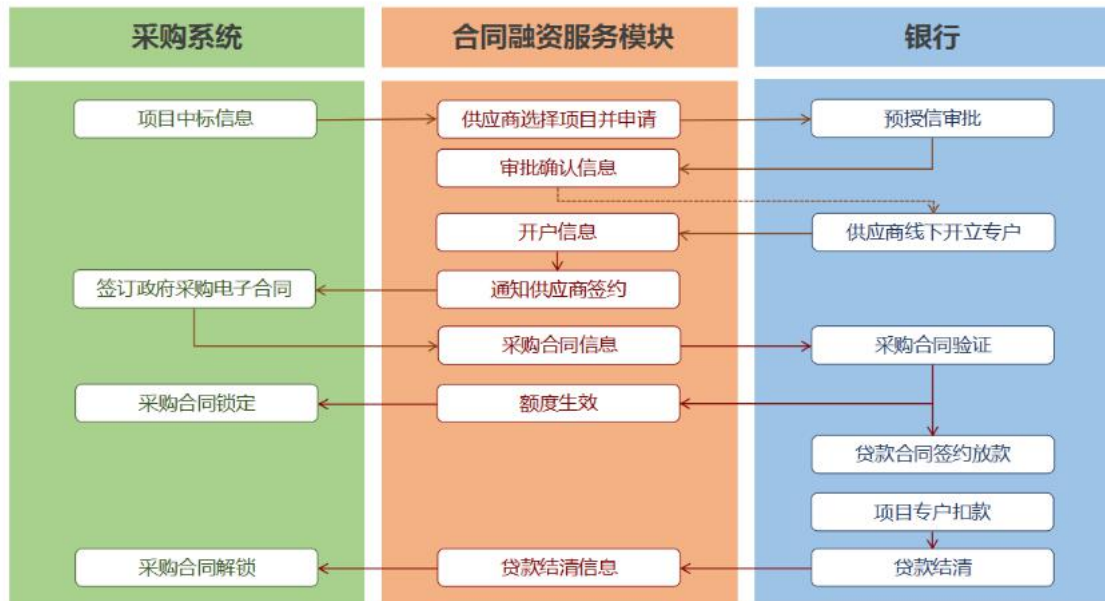 采购系统
合同融资服务模块
银行
项目中标信息
供应商选择项目并申请
预授信审批
审批确认信息
开户信息
供应商线下开立专户
签订政府采购电子合同
通知供应商签约
采购合同信息
采购合同验证
采购合同锁定
额度生效
贷款合同签约放款
项目专户扣款
采购合同解锁
贷款结清信息
贷款结清